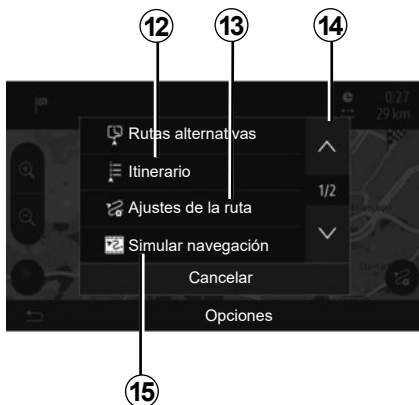 12 13 14
0:27
29 km
Rutas alternativas
Itinerario
1/2
Ajustes de la ruta
Simular navegación
Cancelar
Opciones
15